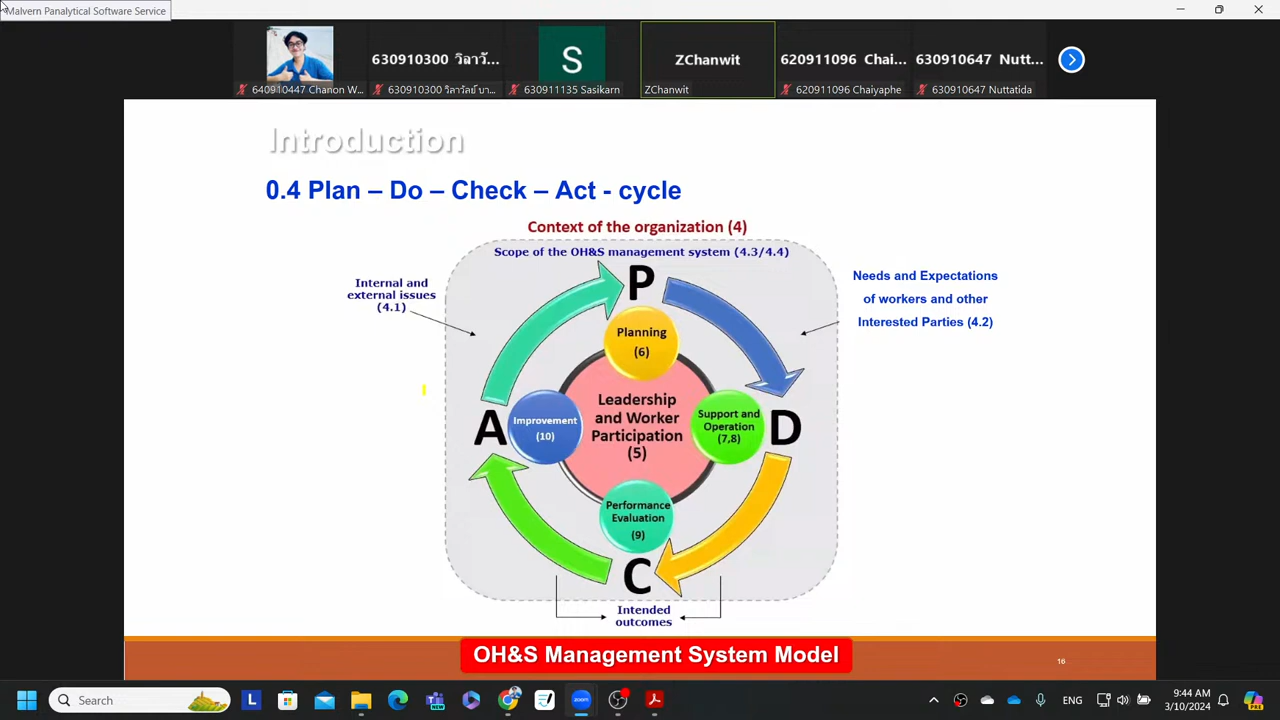 Malvern Panalytical Software Service
630910300 วิลาวั...
S
ZChanwit
620911096 Chai...
630910647 Nutt...
640910447 Chanon W...
630910300 วิลาวัลย์ บา...
630911135 Sasikarn
ZChanwit
620911096 Chaiyaphe
630910647 Nuttatida
Introduction
0.4 Plan – Do – Check – Act - cycle
Context of the organization (4)
Scope of the OH&S management system (4.3/4.4)
Internal and
external issues
(4.1)
Needs and Expectations
of workers and other
Interested Parties (4.2)
P
Planning
(6)
A
Improvement
(10)
Leadership
and Worker
Participation
(5)
Support and
Operation
(7,8)
D
Performance
Evaluation
(9)
C
Intended
outcomes
OH&S Management System Model
16
Search
ENG
9:44 AM
3/10/2024